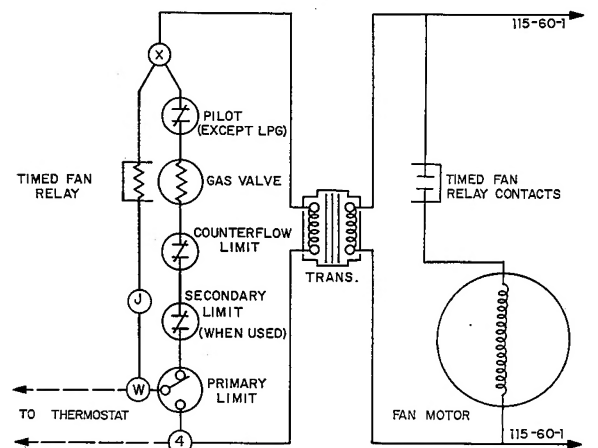 115-60-1
X
PILOT
(EXCEPT LPG)
TIMED FAN
RELAY
GAS VALVE
TIMED FAN
RELAY CONTACTS
COUNTERFLOW
LIMIT
TRANS.
J
SECONDARY
LIMIT
(WHEN USED)
W
PRIMARY
LIMIT
TO THERMOSTAT
FAN MOTOR
4
115-60-1